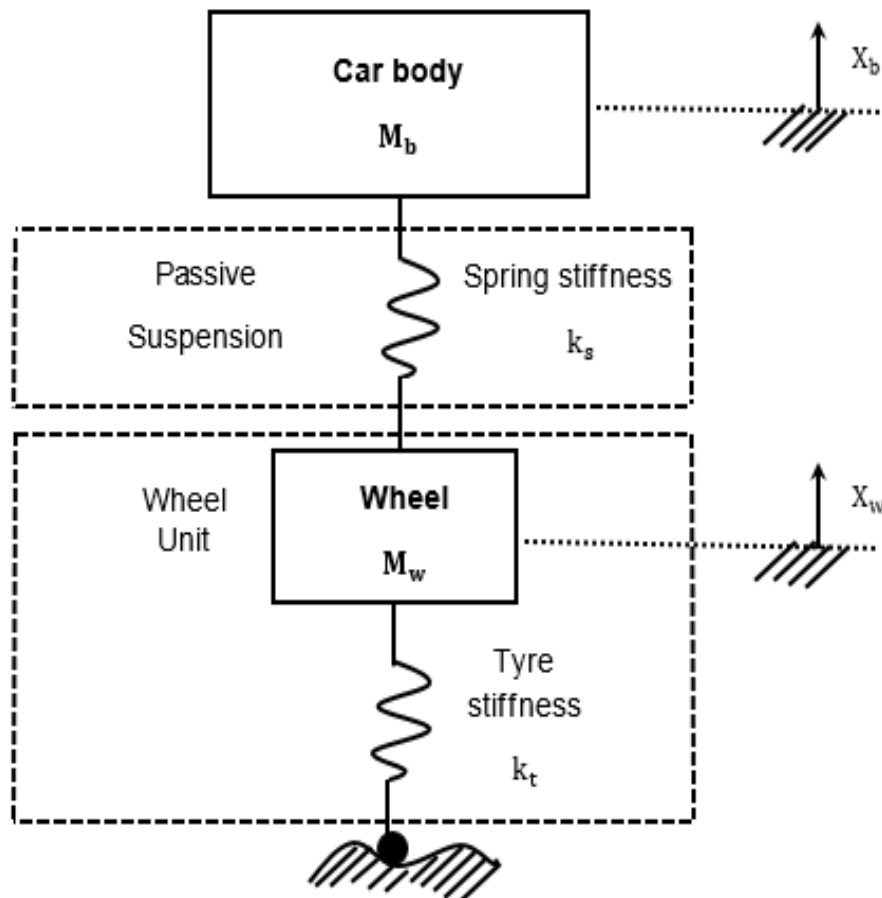 Car body
M_b
X_b
Passive
Suspension
Spring stiffness
k_s
Wheel
Unit
Wheel
M_w
X_w
Tyre
stiffness
k_t